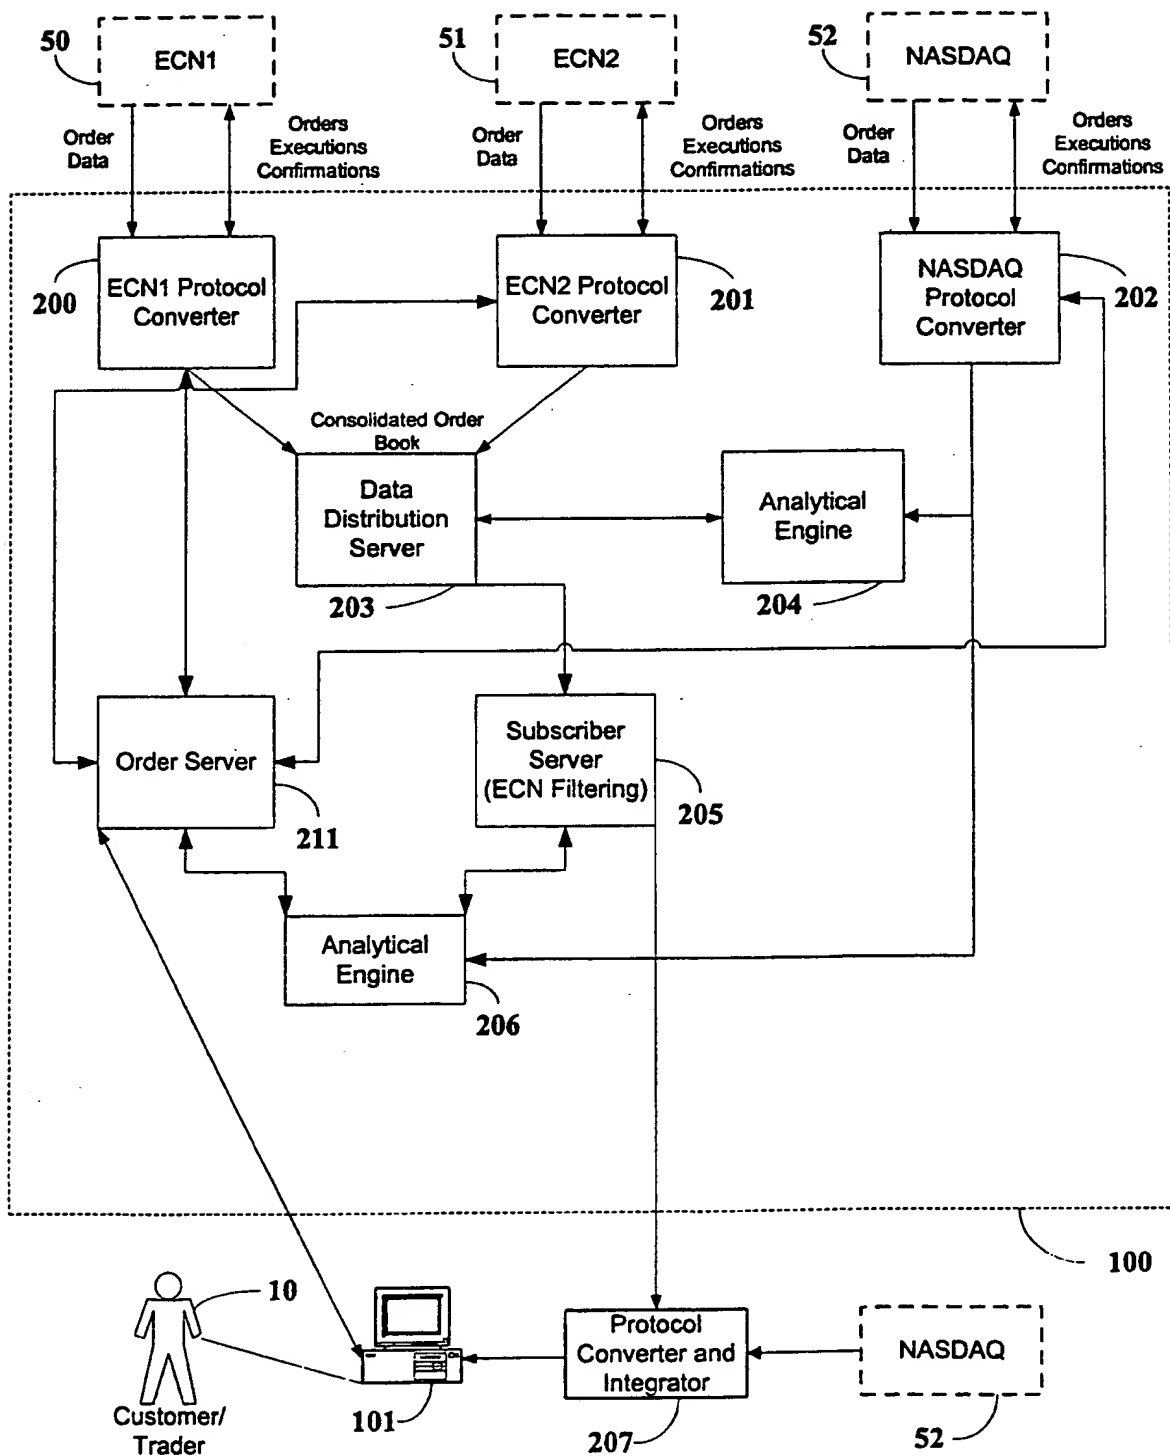 50
ECN1
51
ECN2
52
NASDAQ
Order
Data
Orders
Executions
Confirmations
Order
Data
Orders
Executions
Confirmations
Order
Data
Orders
Executions
Confirmations
200
ECN1 Protocol
Converter
ECN2 Protocol
Converter
201
NASDAQ
Protocol
Converter
202
Consolidated Order
Book
Data
Distribution
Server
203
Analytical
Engine
204
Order Server
211
Subscriber
Server
(ECN Filtering)
205
Analytical
Engine
206
100
10
Customer/
Trader
101
Protocol
Converter and
Integrator
207
NASDAQ
52